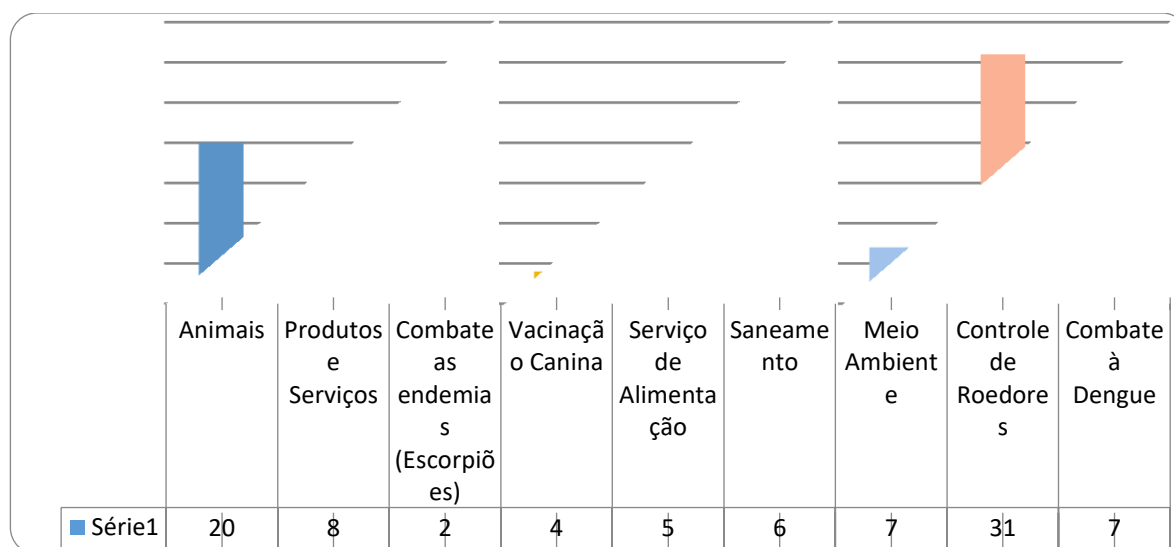 Animais
Produtos
e
Serviços
Combate
as
endemia
s
(Escorpiõ
es)
Vacinaçã
o Canina
Serviço
de
Alimenta
ção
Saneame
nto
Meio
Ambient
e
Controle
de
Roedore
s
Combate
à
Dengue
Série1 20 8 2 4 5 6 7 31 7